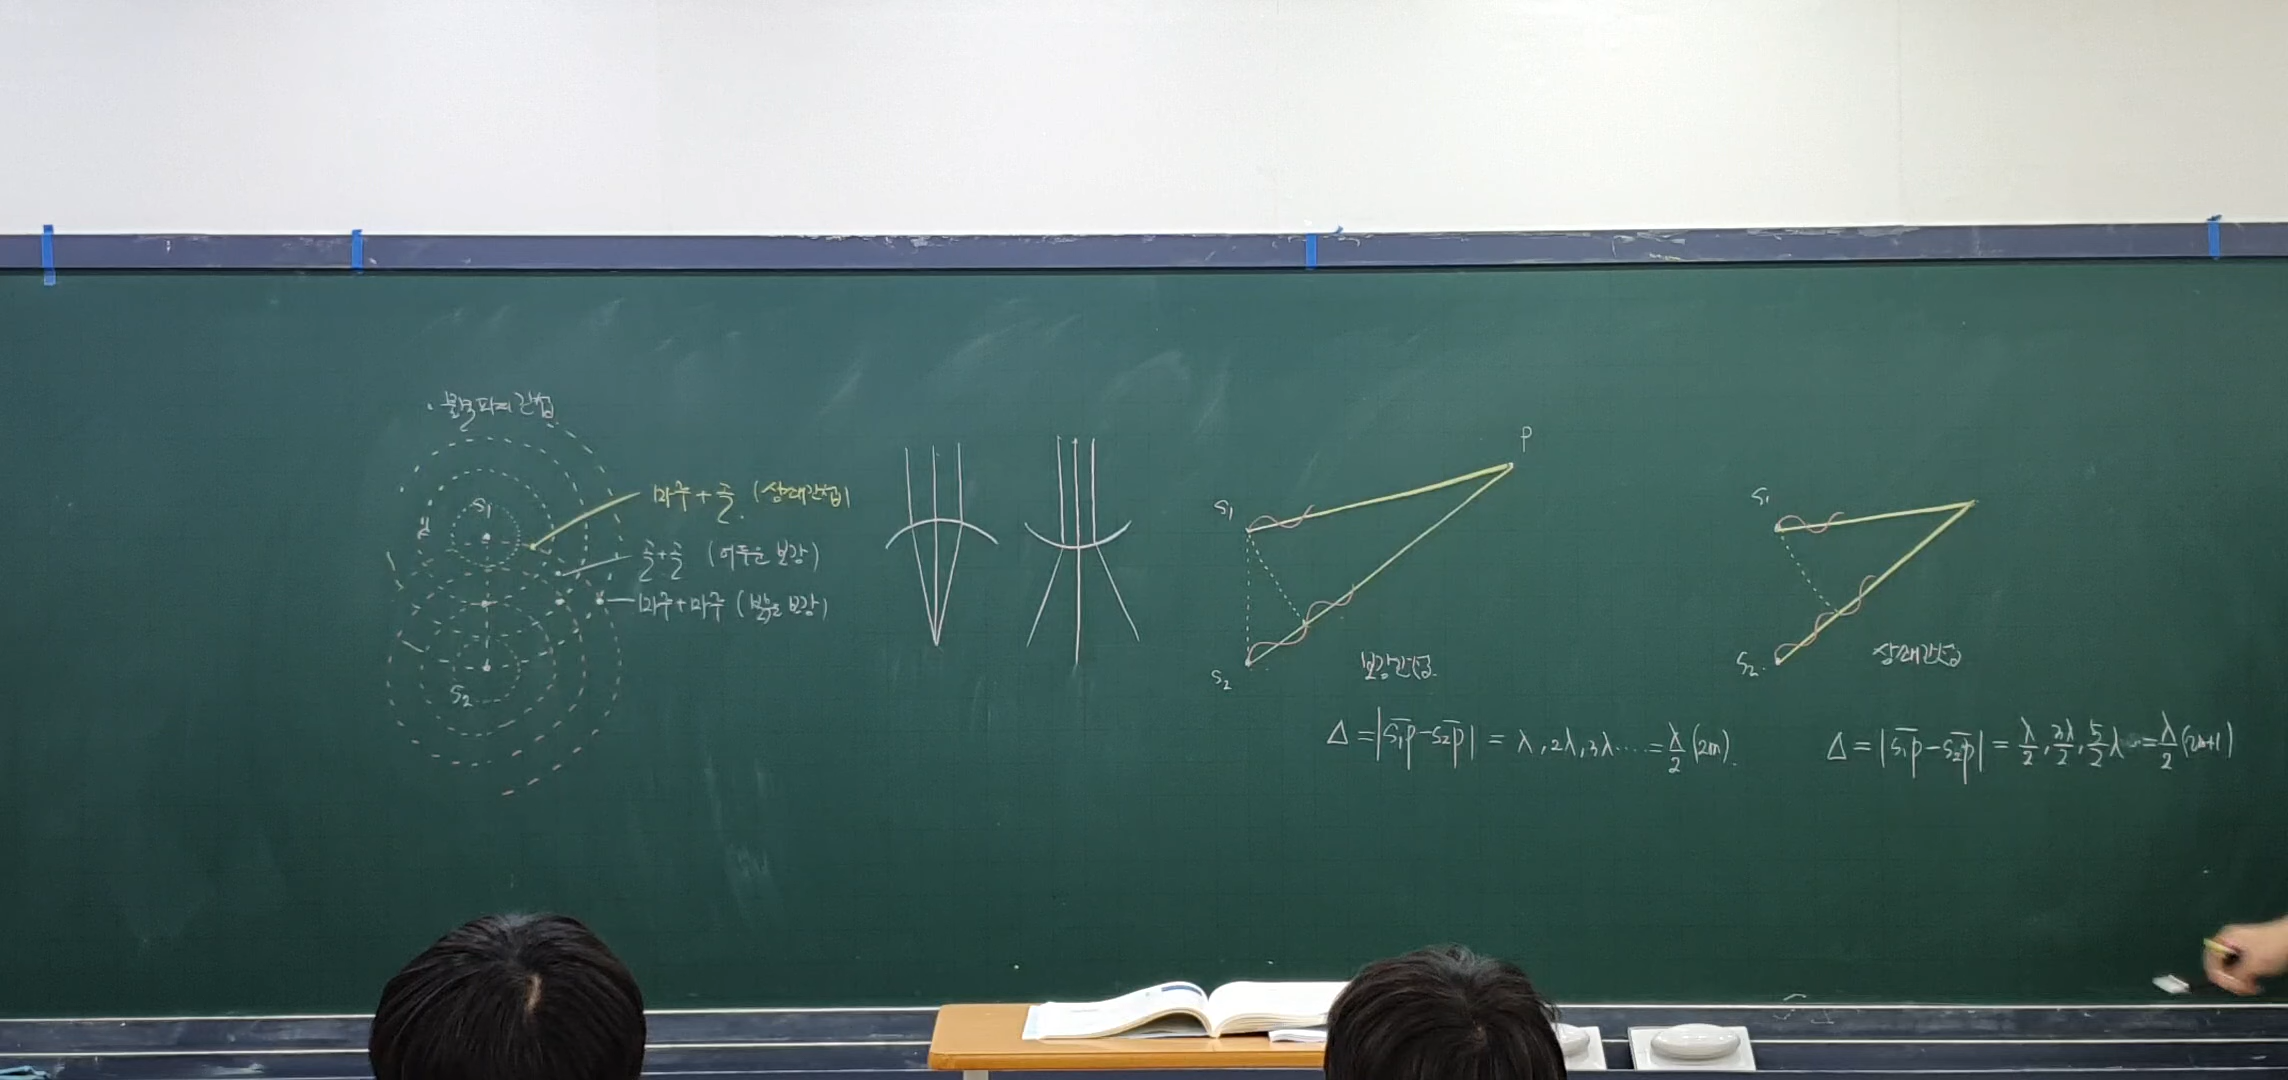 · 물결파의 간섭
S₁
마루+골 (상쇄간섭)
골+골 (어두운 보강)
마루+마루 (밝은 보강)
S₂
P
S₁
S₂
보강간섭
Δ = |S₁P̅ - S₂P̅| = λ, 2λ, 3λ ···· = λ/2 (2m)
S₁
S₂
상쇄간섭
Δ = |S₁P̅ - S₂P̅| = λ/2, 3λ/2, 5/2 λ ··· = λ/2 (2m+1)